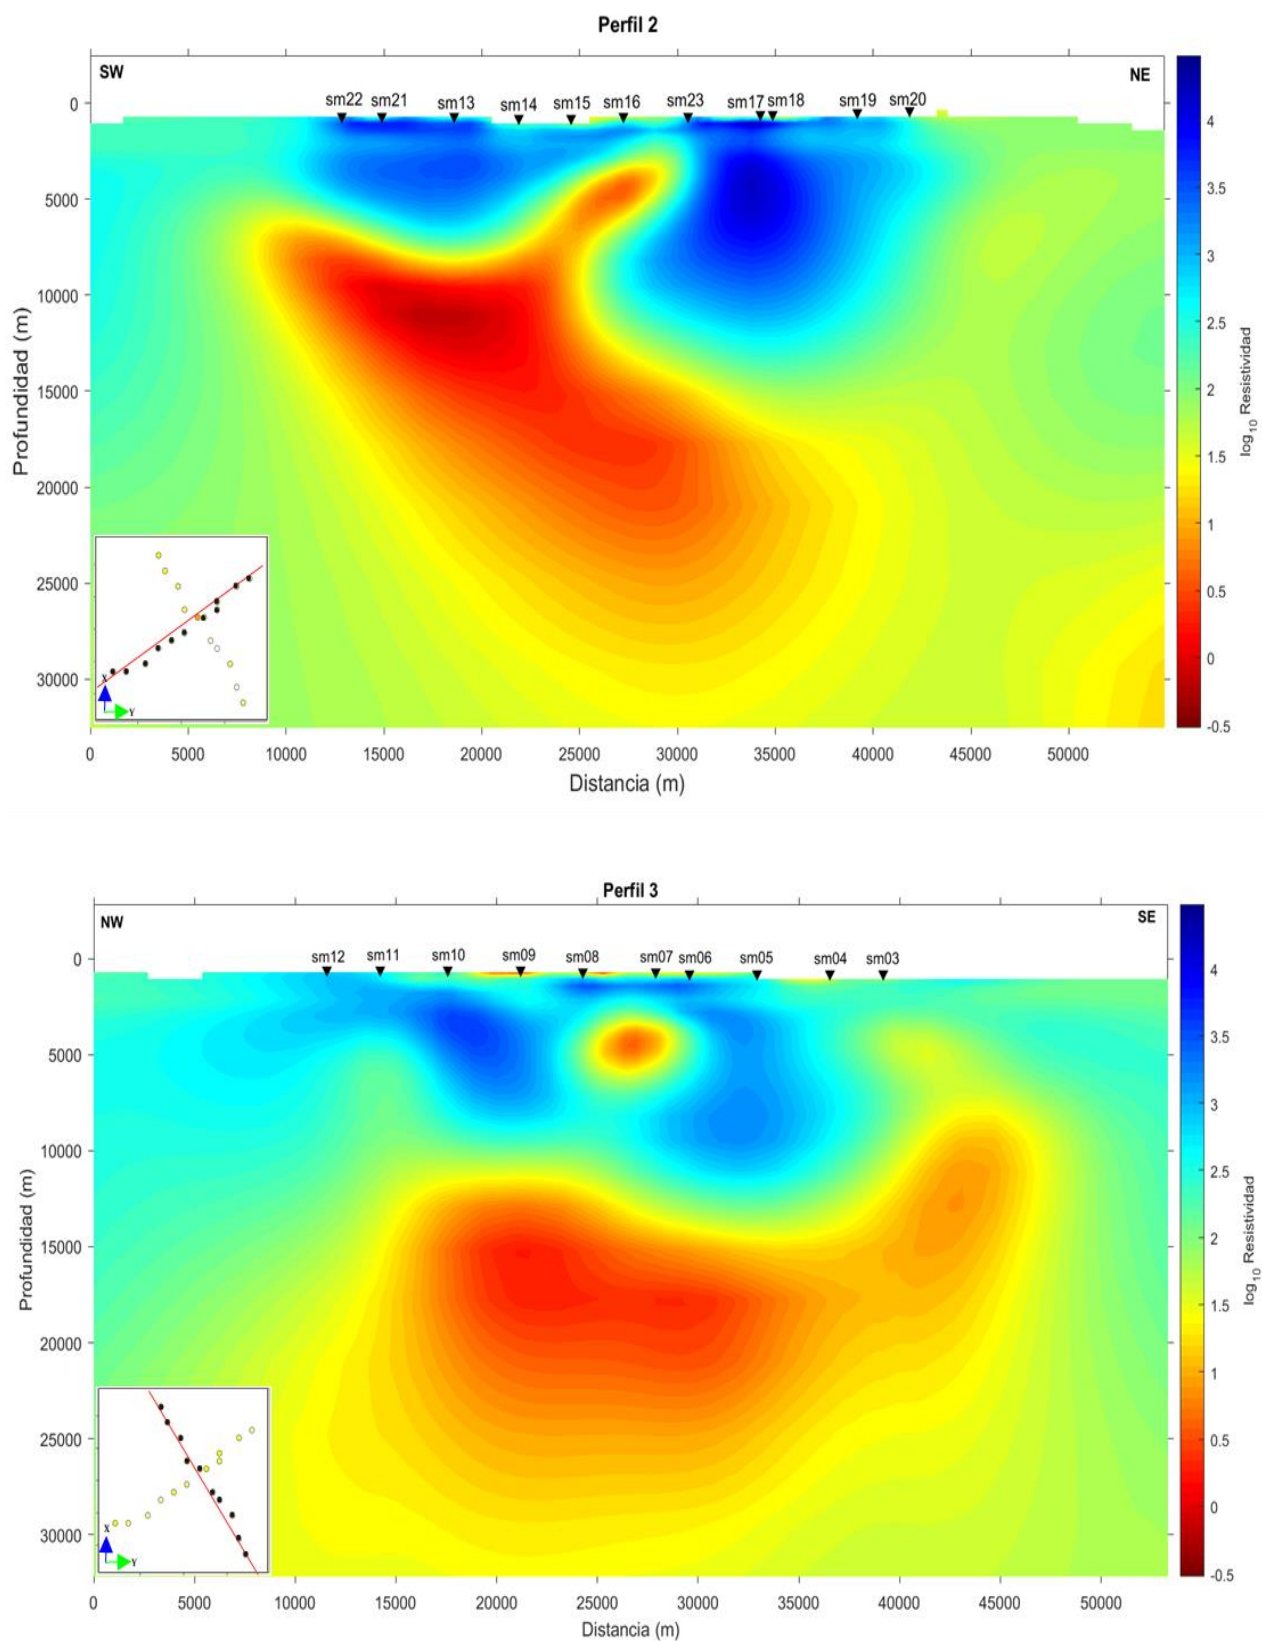 Perfil 2
SW
NE
sm22 sm21 sm13 sm14 sm15 sm16 sm23 sm17 sm18 sm19 sm20
0
5000
10000
15000
20000
25000
30000
Profundidad (m)
X
Y
0 5000 10000 15000 20000 25000 30000 35000 40000 45000 50000
Distancia (m)
4
3.5
3
2.5
2
1.5
1
0.5
0
-0.5
log10 Resistividad
Perfil 3
NW
SE
sm12 sm11 sm10 sm09 sm08 sm07 sm06 sm05 sm04 sm03
0
5000
10000
15000
20000
25000
30000
Profundidad (m)
X
Y
0 5000 10000 15000 20000 25000 30000 35000 40000 45000 50000
Distancia (m)
4
3.5
3
2.5
2
1.5
1
0.5
0
-0.5
log10 Resistividad